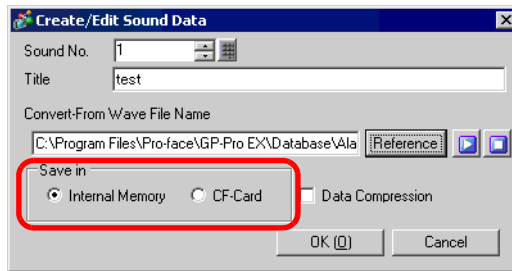 Create/Edit Sound Data
Sound No. 1
Title test
Convert-From Wave File Name
C:\Program Files\Pro-face\GP-Pro EX\Database\Ala Reference
Save in
Internal Memory CF-Card Data Compression
OK (O) Cancel